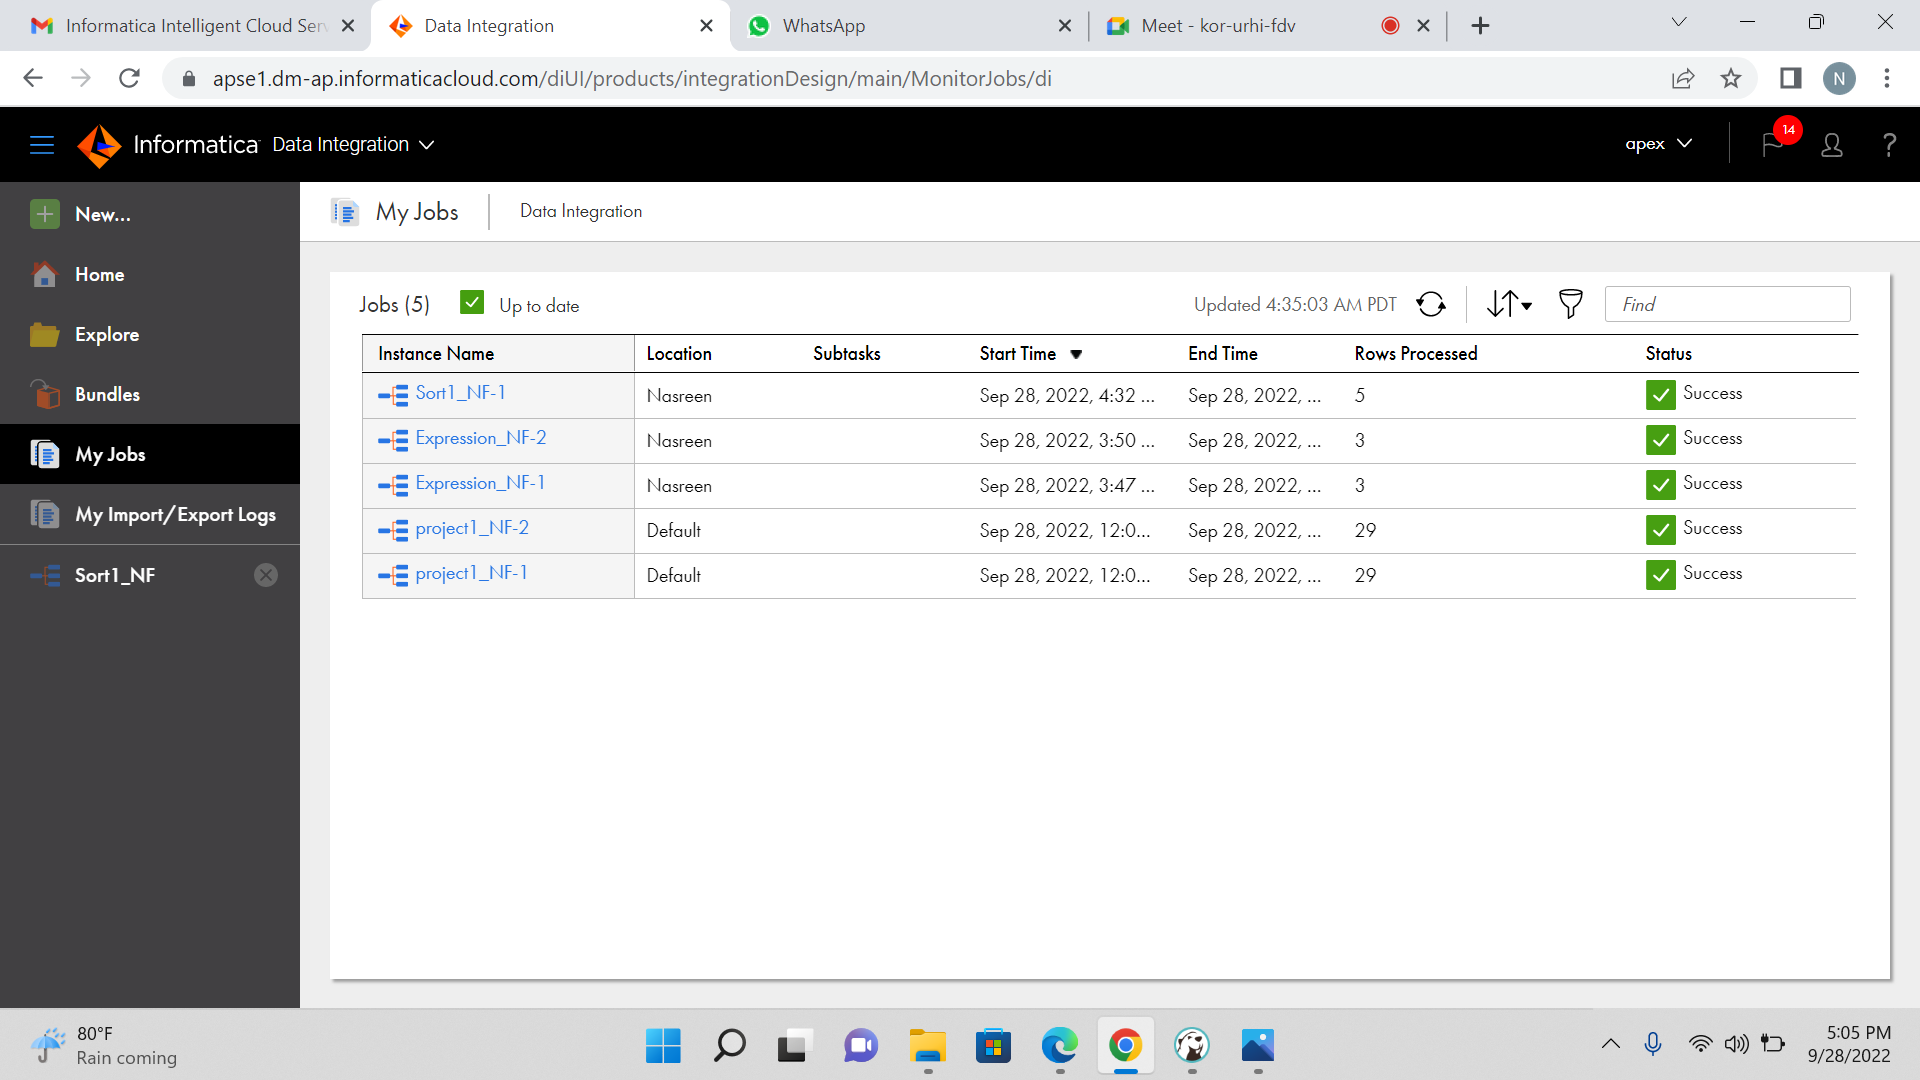 Informatica Intelligent Cloud Serv
Data Integration
WhatsApp
Meet - kor-urhi-fdv
apse1.dm-ap.informaticacloud.com/diUI/products/integrationDesign/main/MonitorJobs/di
N
Informatica Data Integration
apex
14
?
New...
Home
Explore
Bundles
My Jobs
My Import/Export Logs
Sort1_NF
My Jobs
Data Integration
Jobs (5)
Up to date
Updated 4:35:03 AM PDT
Find
Instance Name Location Subtasks Start Time End Time Rows Processed Status
Sort1_NF-1 Nasreen Sep 28, 2022, 4:32 ... Sep 28, 2022, ... 5 Success
Expression_NF-2 Nasreen Sep 28, 2022, 3:50 ... Sep 28, 2022, ... 3 Success
Expression_NF-1 Nasreen Sep 28, 2022, 3:47 ... Sep 28, 2022, ... 3 Success
project1_NF-2 Default Sep 28, 2022, 12:0... Sep 28, 2022, ... 29 Success
project1_NF-1 Default Sep 28, 2022, 12:0... Sep 28, 2022, ... 29 Success
80°F
Rain coming
5:05 PM
9/28/2022